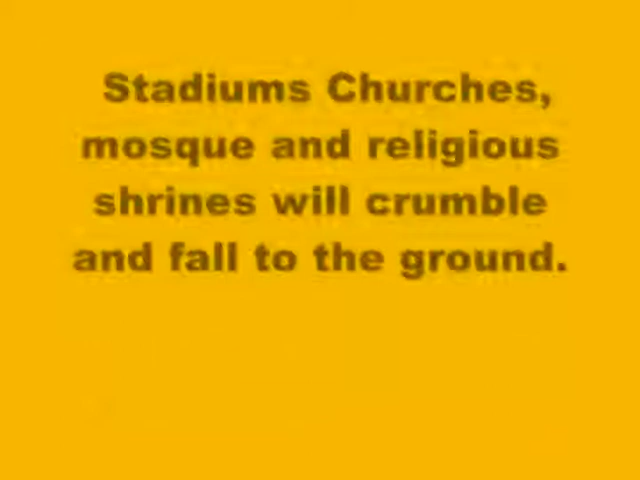 Stadiums Churches,
mosque and religious
shrines will crumble
and fall to the ground.